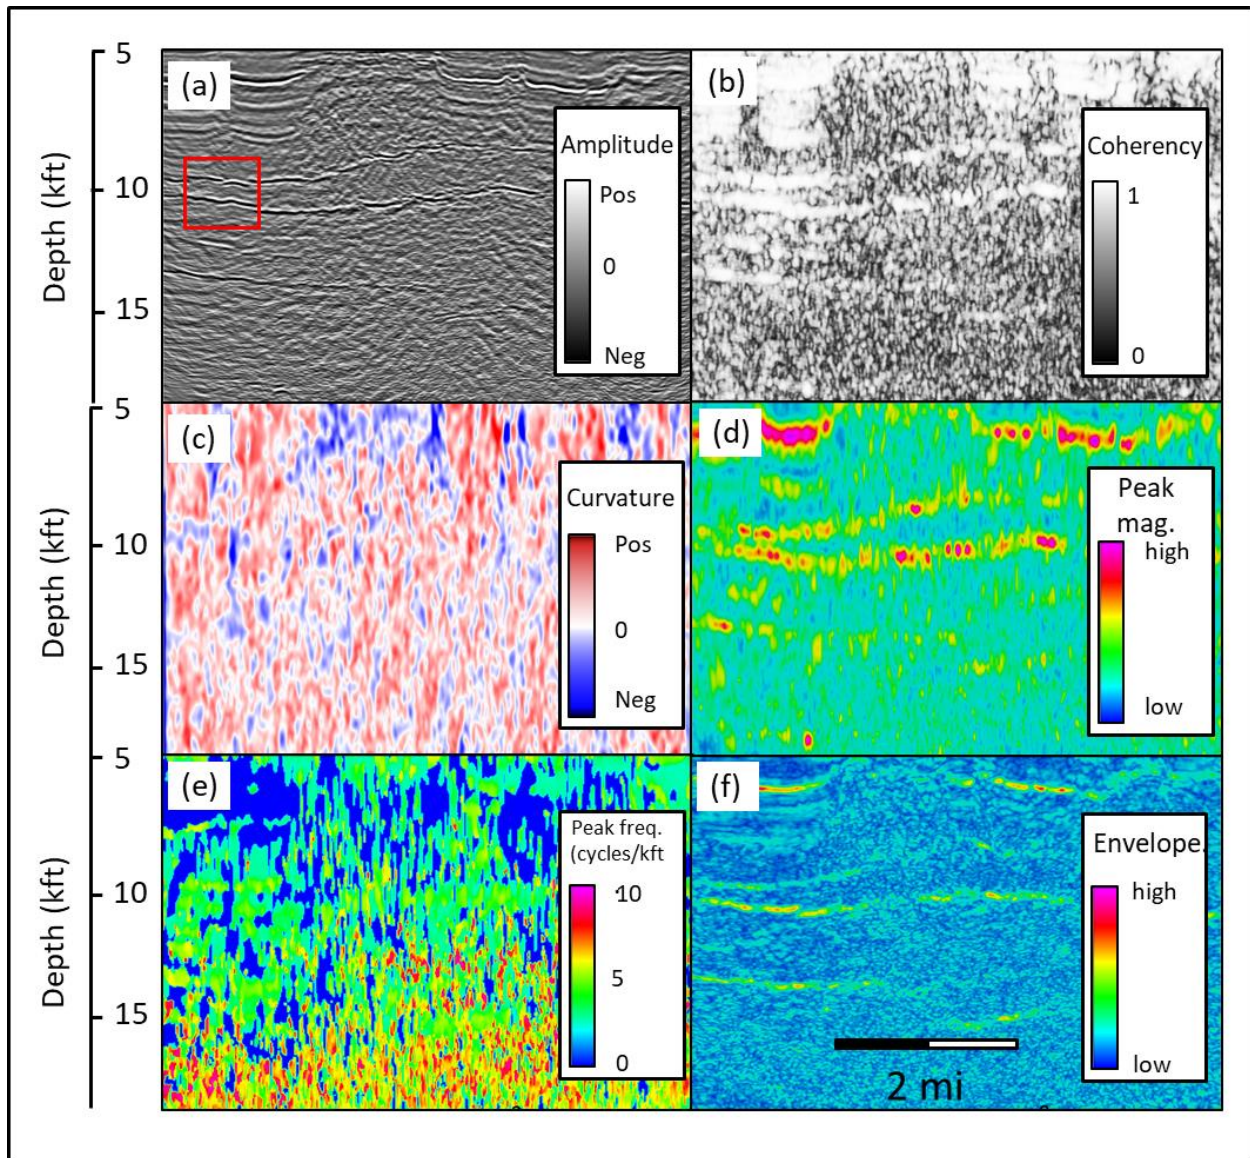 5
10
15
Depth (kft)
(a)
Amplitude
Pos
0
Neg
(b)
Coherency
1
0
5
10
15
Depth (kft)
(c)
Curvature
Pos
0
Neg
(d)
Peak
mag.
high
low
5
10
15
Depth (kft)
(e)
Peak freq.
(cycles/kft
10
5
0
(f)
Envelope.
high
low
2 mi